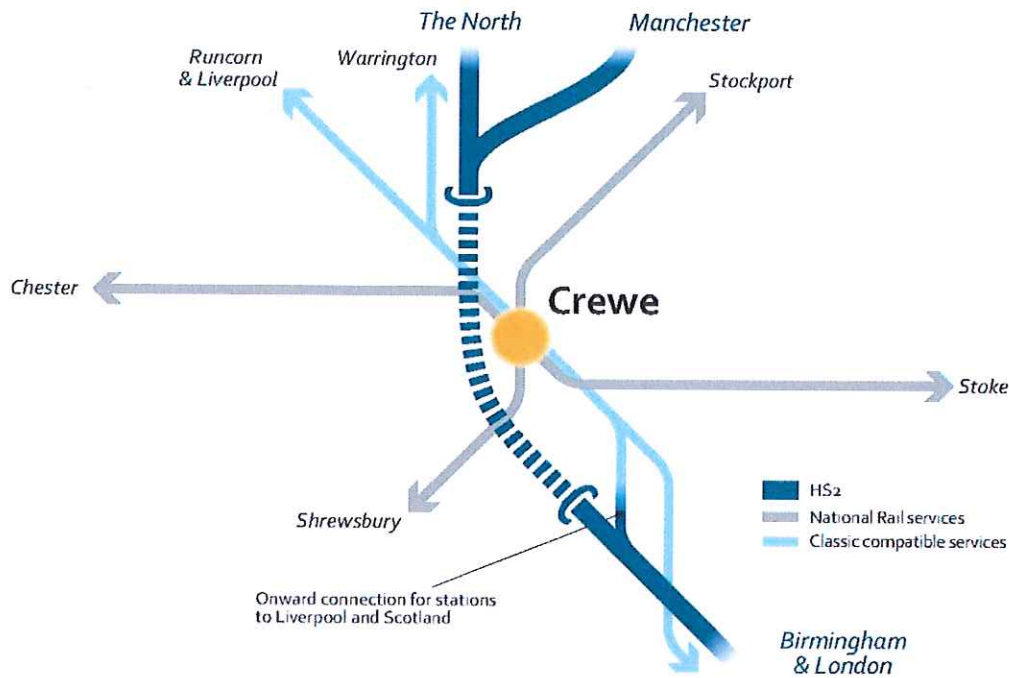 The North
Manchester
Runcorn
& Liverpool
Warrington
Stockport
Chester
Crewe
Stoke
Shrewsbury
HS2
National Rail services
Classic compatible services
Onward connection for stations
to Liverpool and Scotland
Birmingham
& London